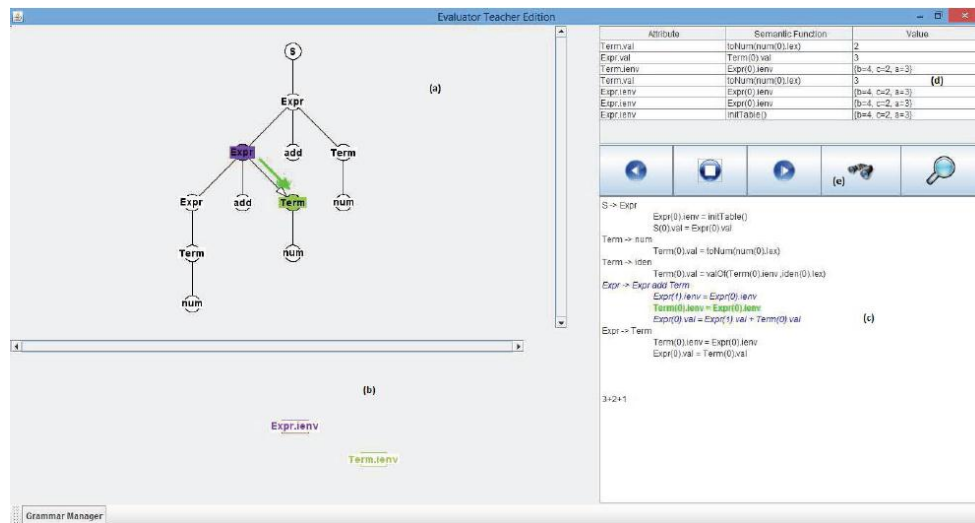 Evaluator Teacher Edition
S
(a)
Expr
Expr add Term
Expr add Term num
Term num
num
(b)
Expr.ienv
Term.ienv
Attribute Semantic Function Value
Term.val toNum(num(0).lex) 2
Expr.val Term(0).val 3
Term.ienv Expr(0).ienv {b=4, c=2, a=3}
Term.val toNum(num(0).lex) 3 (d)
Expr.ienv Expr(0).ienv {b=4, c=2, a=3}
Expr.ienv Expr(0).ienv {b=4, c=2, a=3}
Expr.ienv initTable() {b=4, c=2, a=3}
(e)
S -> Expr
Expr(0).ienv = initTable()
S(0).val = Expr(0).val
Term -> num
Term(0).val = toNum(num(0).lex)
Term -> iden
Term(0).val = valOf(Term(0).ienv ,iden(0).lex)
Expr -> Expr add Term
Expr(1).ienv = Expr(0).ienv
Term(0).ienv = Expr(0).ienv
Expr(0).val = Expr(1).val + Term(0).val (c)
Expr -> Term
Term(0).ienv = Expr(0).ienv
Expr(0).val = Term(0).val
3+2+1
Grammar Manager